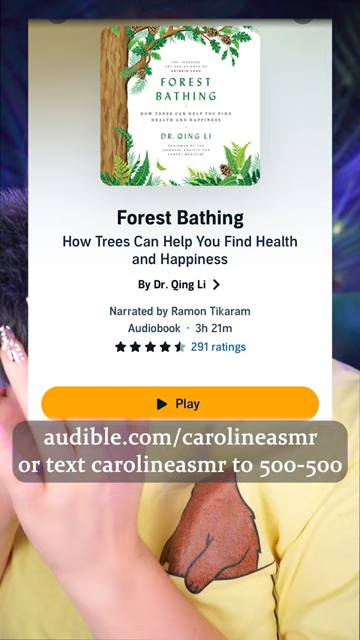 THE JAPANESE
ART AND SCIENCE OF
SHINRIN-YOKU
FOREST
BATHING
HOW TREES CAN HELP YOU FIND
HEALTH AND HAPPINESS
DR. QING LI
CHAIRMAN OF THE
JAPANESE SOCIETY FOR
FOREST MEDICINE
Forest Bathing
How Trees Can Help You Find Health
and Happiness
By Dr. Qing Li
Narrated by Ramon Tikaram
Audiobook · 3h 21m
291 ratings
Play
audible.com/carolineasmr
or text carolineasmr to 500-500